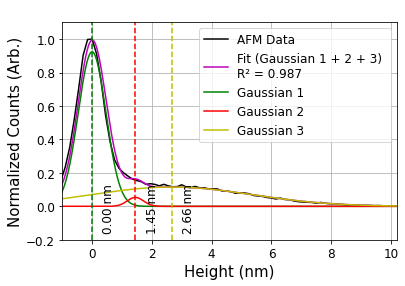 Normalized Counts (Arb.)
1.0
0.8
0.6
0.4
0.2
0.0
−0.2
AFM Data
Fit (Gaussian 1 + 2 + 3)
R² = 0.987
Gaussian 1
Gaussian 2
Gaussian 3
0.00 nm
1.45 nm
2.66 nm
0
2
4
6
8
10
Height (nm)